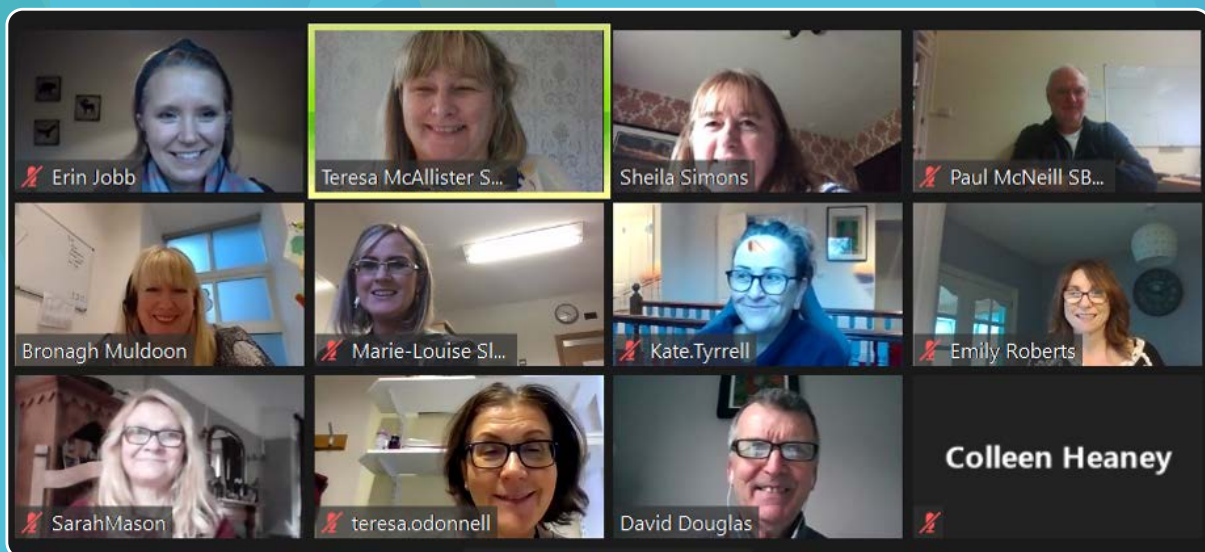 Erin Jobb
Teresa McAllister S...
Sheila Simons
Paul McNeill SB...
Bronagh Muldoon
Marie-Louise Sl...
Kate.Tyrrell
Emily Roberts
SarahMason
teresa.odonnell
David Douglas
Colleen Heaney